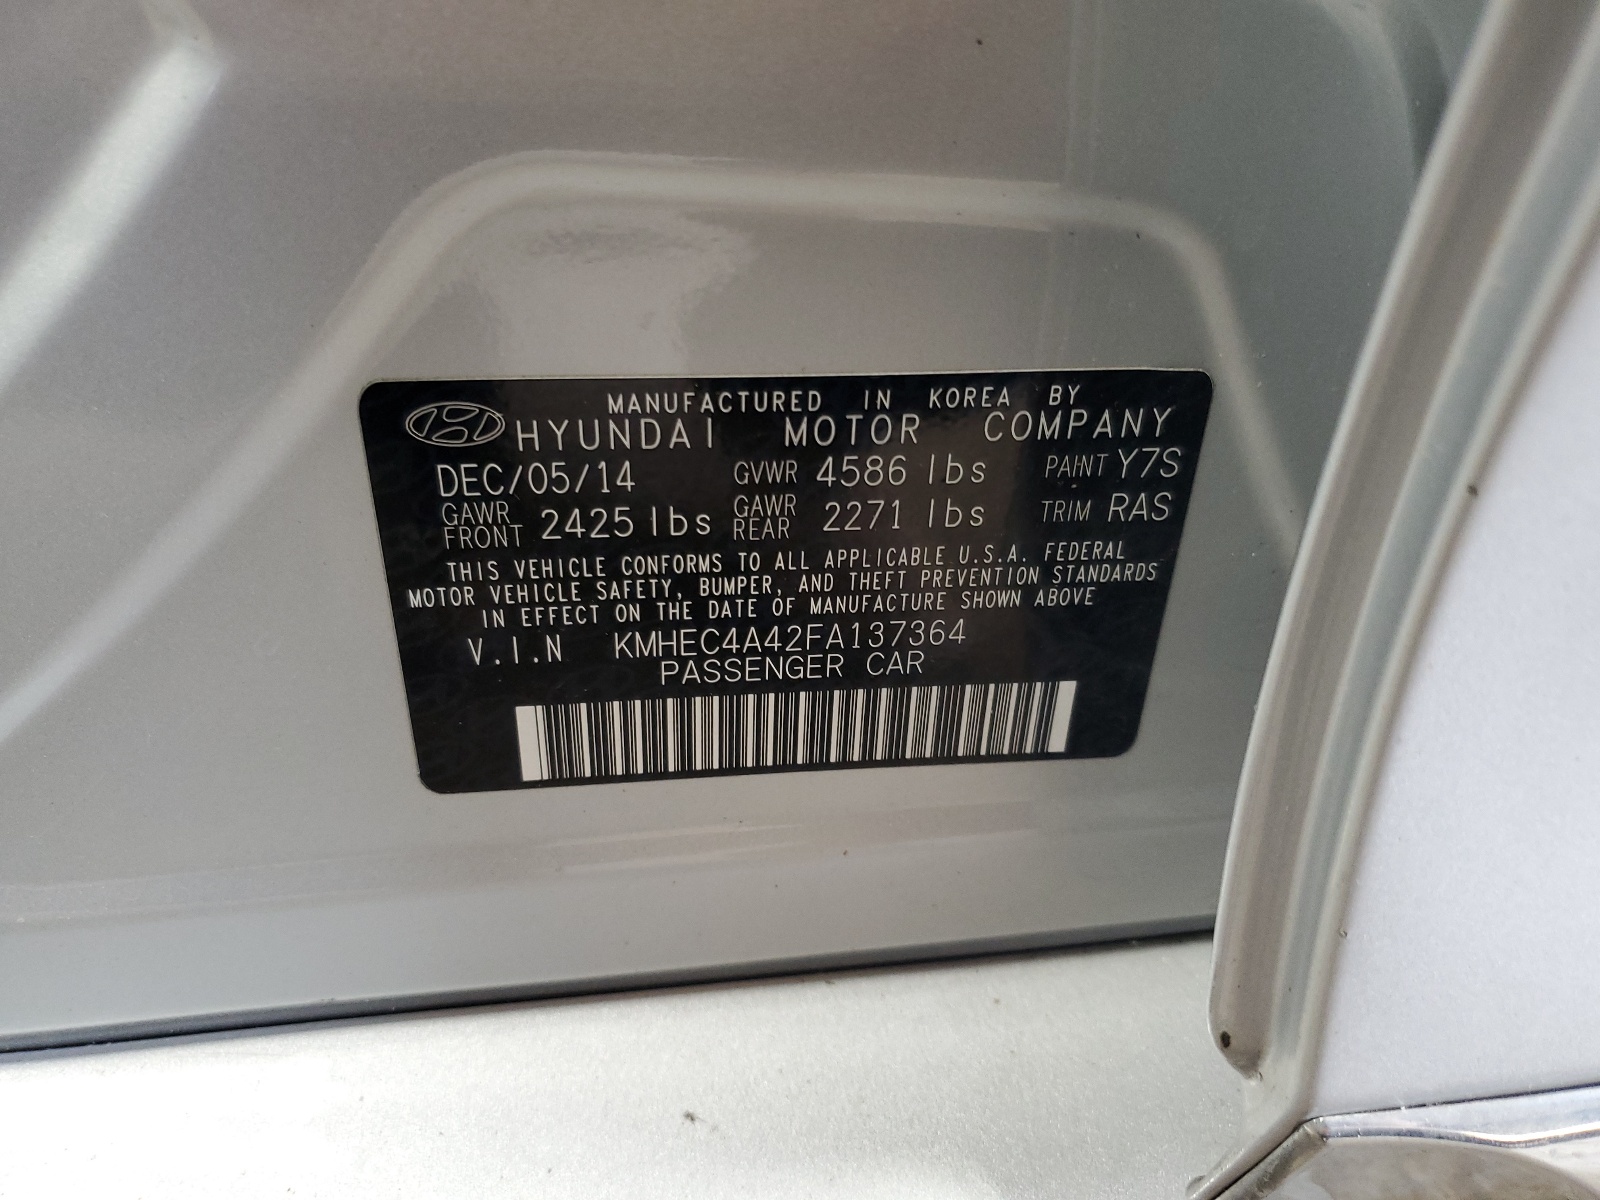 MANUFACTURED IN KOREA BY
HYUNDAI MOTOR COMPANY
DEC/05/14 GVWR 4586 lbs PAINT Y7S
GAWR FRONT 2425 lbs GAWR REAR 2271 lbs TRIM RAS
THIS VEHICLE CONFORMS TO ALL APPLICABLE U.S.A. FEDERAL
MOTOR VEHICLE SAFETY, BUMPER, AND THEFT PREVENTION STANDARDS
IN EFFECT ON THE DATE OF MANUFACTURE SHOWN ABOVE
V.I.N KMHEC4A42FA137364
PASSENGER CAR